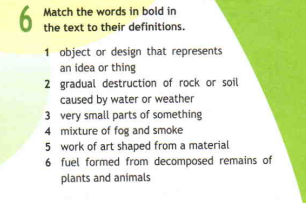 6 Match the words in bold in
the text to their definitions.
1 object or design that represents
an idea or thing
2 gradual destruction of rock or soil
caused by water or weather
3 very small parts of something
4 mixture of fog and smoke
5 work of art shaped from a material
6 fuel formed from decomposed remains of
plants and animals